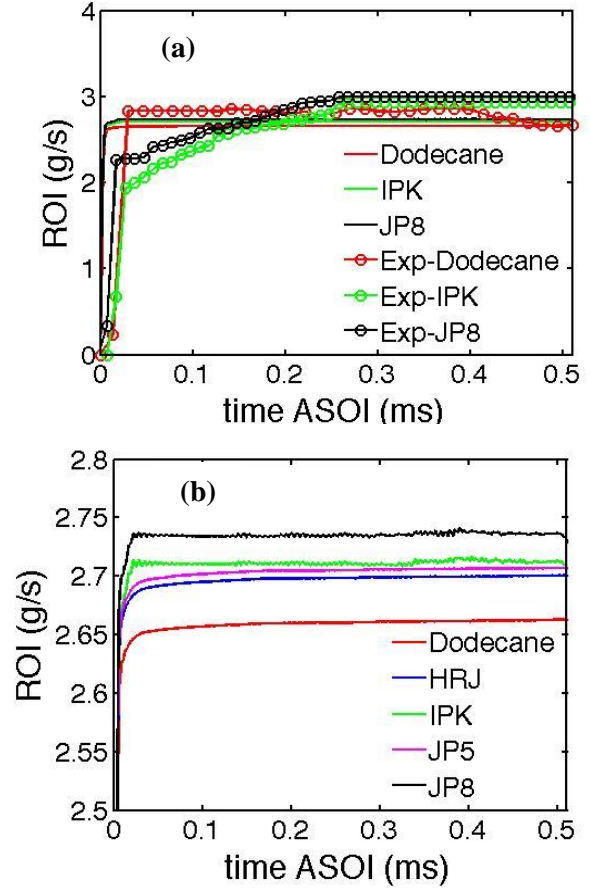 4
(a)
3
ROI (g/s)
2
1
0
Dodecane
IPK
JP8
Exp-Dodecane
Exp-IPK
Exp-JP8
0 0.1 0.2 0.3 0.4 0.5
time ASOI (ms)
2.8
(b)
2.75
2.7
ROI (g/s)
2.65
2.6
2.55
2.5
Dodecane
HRJ
IPK
JP5
JP8
0 0.1 0.2 0.3 0.4 0.5
time ASOI (ms)